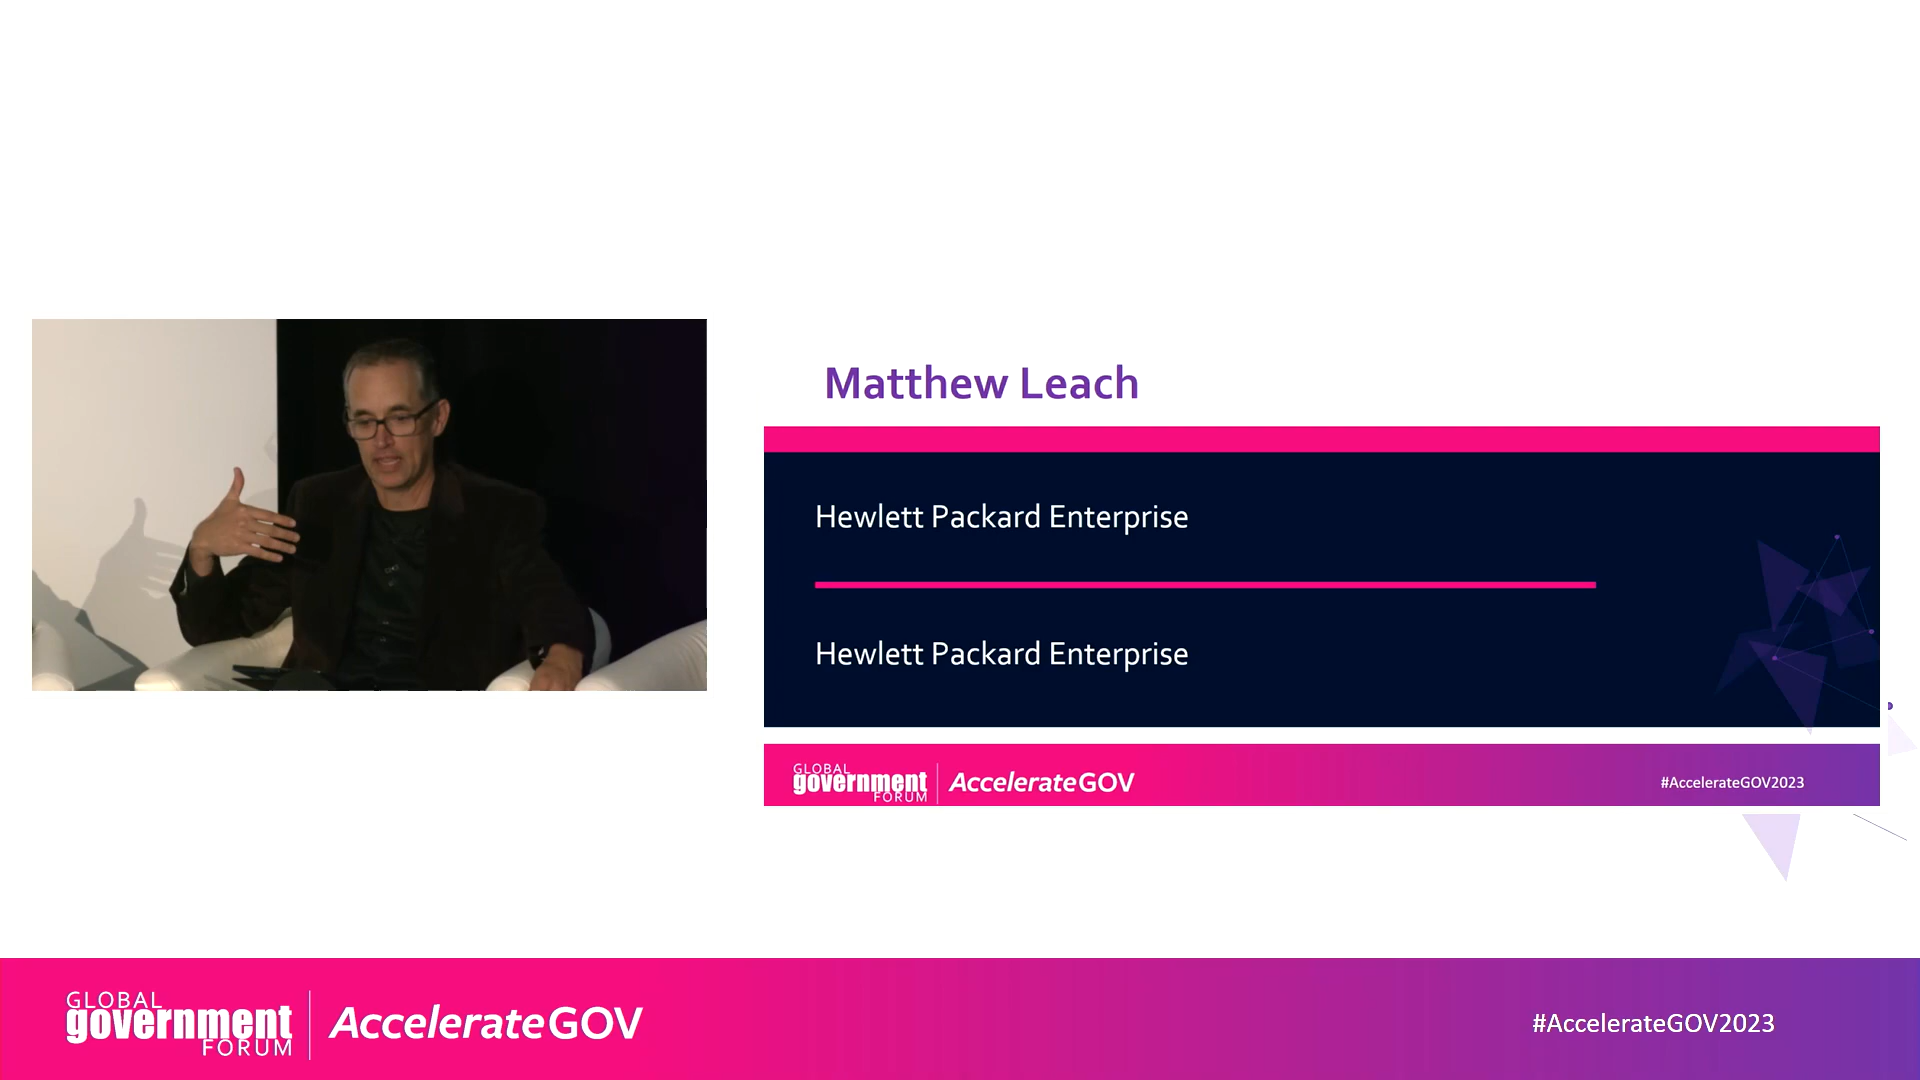 Matthew Leach
Hewlett Packard Enterprise
Hewlett Packard Enterprise
GLOBAL
government
FORUM
AccelerateGOV
#AccelerateGOV2023
GLOBAL
government
FORUM
AccelerateGOV
#AccelerateGOV2023